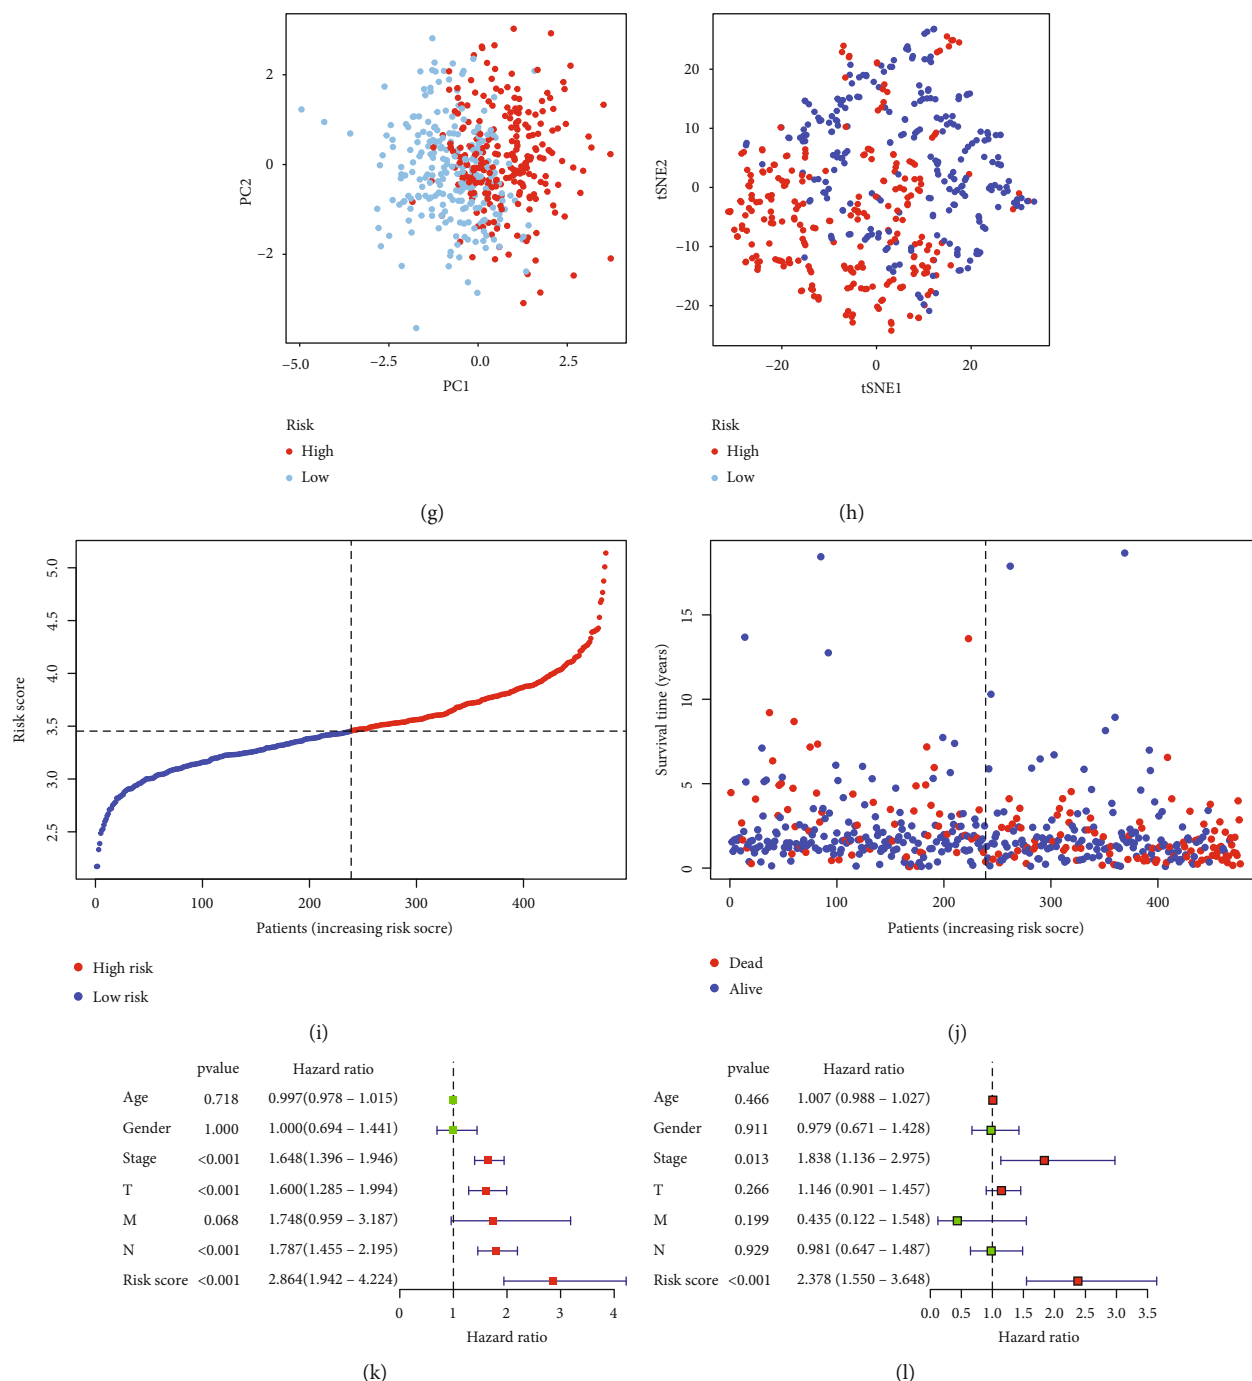 2
0
−2
PC2
−5.0
−2.5
0.0
2.5
PC1
Risk
High
Low
(g)
20
10
0
−10
−20
tSNE2
−20
0
20
tSNE1
Risk
High
Low
(h)
5.0
4.5
4.0
3.5
3.0
2.5
Risk score
0
100
200
300
400
Patients (increasing risk socre)
High risk
Low risk
(i)
15
10
5
0
Survival time (years)
0
100
200
300
400
Patients (increasing risk socre)
Dead
Alive
(j)
pvalue Hazard ratio
Age 0.718 0.997(0.978 − 1.015)
Gender 1.000 1.000(0.694 − 1.441)
Stage <0.001 1.648(1.396 − 1.946)
T <0.001 1.600(1.285 − 1.994)
M 0.068 1.748(0.959 − 3.187)
N <0.001 1.787(1.455 − 2.195)
Risk score <0.001 2.864(1.942 − 4.224)
0 1 2 3 4
Hazard ratio
(k)
pvalue Hazard ratio
Age 0.466 1.007 (0.988 − 1.027)
Gender 0.911 0.979 (0.671 − 1.428)
Stage 0.013 1.838 (1.136 − 2.975)
T 0.266 1.146 (0.901 − 1.457)
M 0.199 0.435 (0.122 − 1.548)
N 0.929 0.981 (0.647 − 1.487)
Risk score <0.001 2.378 (1.550 − 3.648)
0.0 0.5 1.0 1.5 2.0 2.5 3.0 3.5
Hazard ratio
(l)